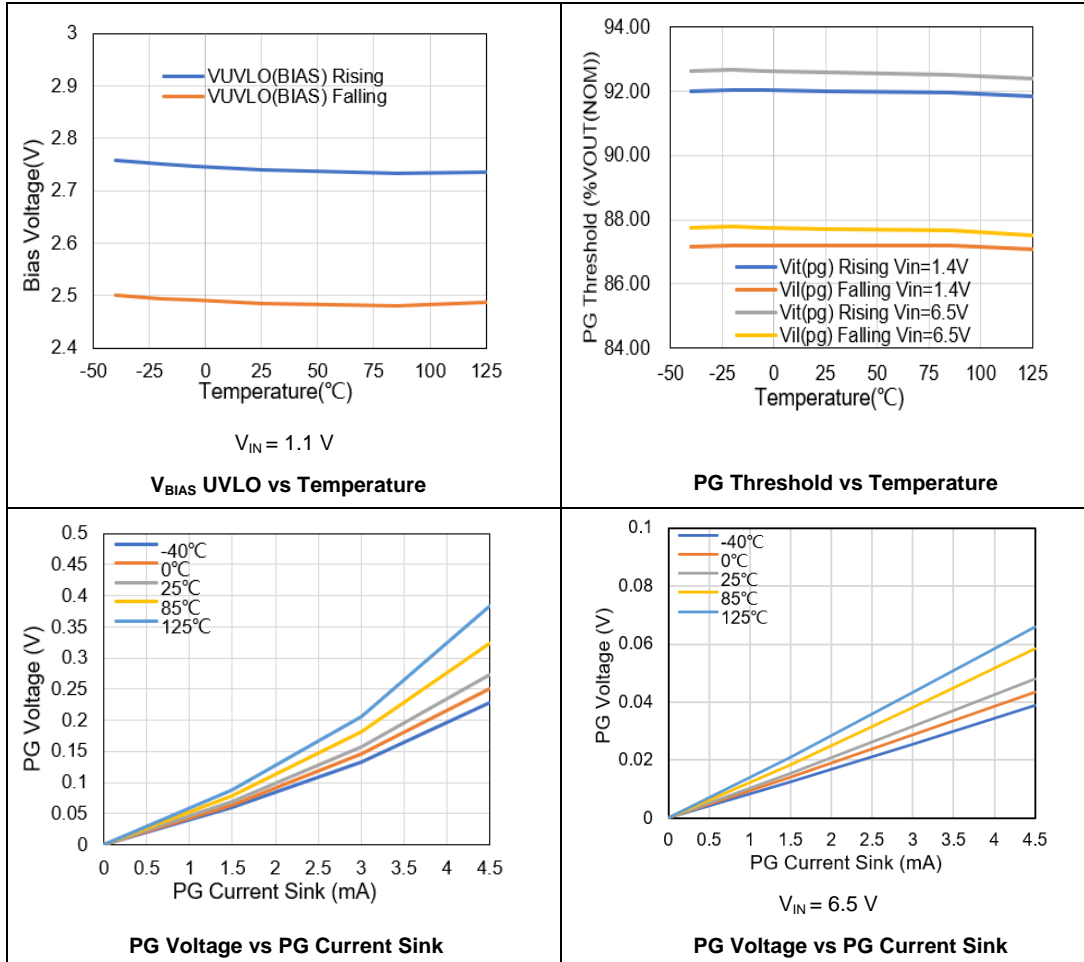 3
2.9
2.8
2.7
2.6
2.5
2.4
Bias Voltage(V)
VUVLO(BIAS) Rising
VUVLO(BIAS) Falling
-50 -25 0 25 50 75 100 125
Temperature(℃)
VIN = 1.1 V
VBIAS UVLO vs Temperature
94.00
92.00
90.00
88.00
86.00
84.00
PG Threshold (%VOUT(NOM))
Vit(pg) Rising Vin=1.4V
Vil(pg) Falling Vin=1.4V
Vit(pg) Rising Vin=6.5V
Vil(pg) Falling Vin=6.5V
-50 -25 0 25 50 75 100 125
Temperature(℃)
PG Threshold vs Temperature
0.5
0.45
0.4
0.35
0.3
0.25
0.2
0.15
0.1
0.05
0
PG Voltage (V)
-40℃
0℃
25℃
85℃
125℃
0 0.5 1 1.5 2 2.5 3 3.5 4 4.5
PG Current Sink (mA)
PG Voltage vs PG Current Sink
0.1
0.08
0.06
0.04
0.02
0
PG Voltage (V)
-40℃
0℃
25℃
85℃
125℃
0 0.5 1 1.5 2 2.5 3 3.5 4 4.5
PG Current Sink (mA)
VIN = 6.5 V
PG Voltage vs PG Current Sink